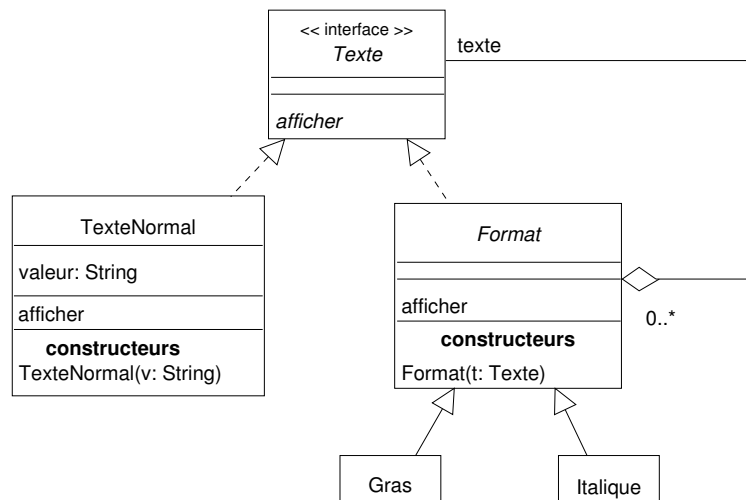 << interface >>
Texte
texte
afficher
TexteNormal
valeur: String
afficher
constructeurs
TexteNormal(v: String)
Format
afficher
0..*
constructeurs
Format(t: Texte)
Gras
Italique